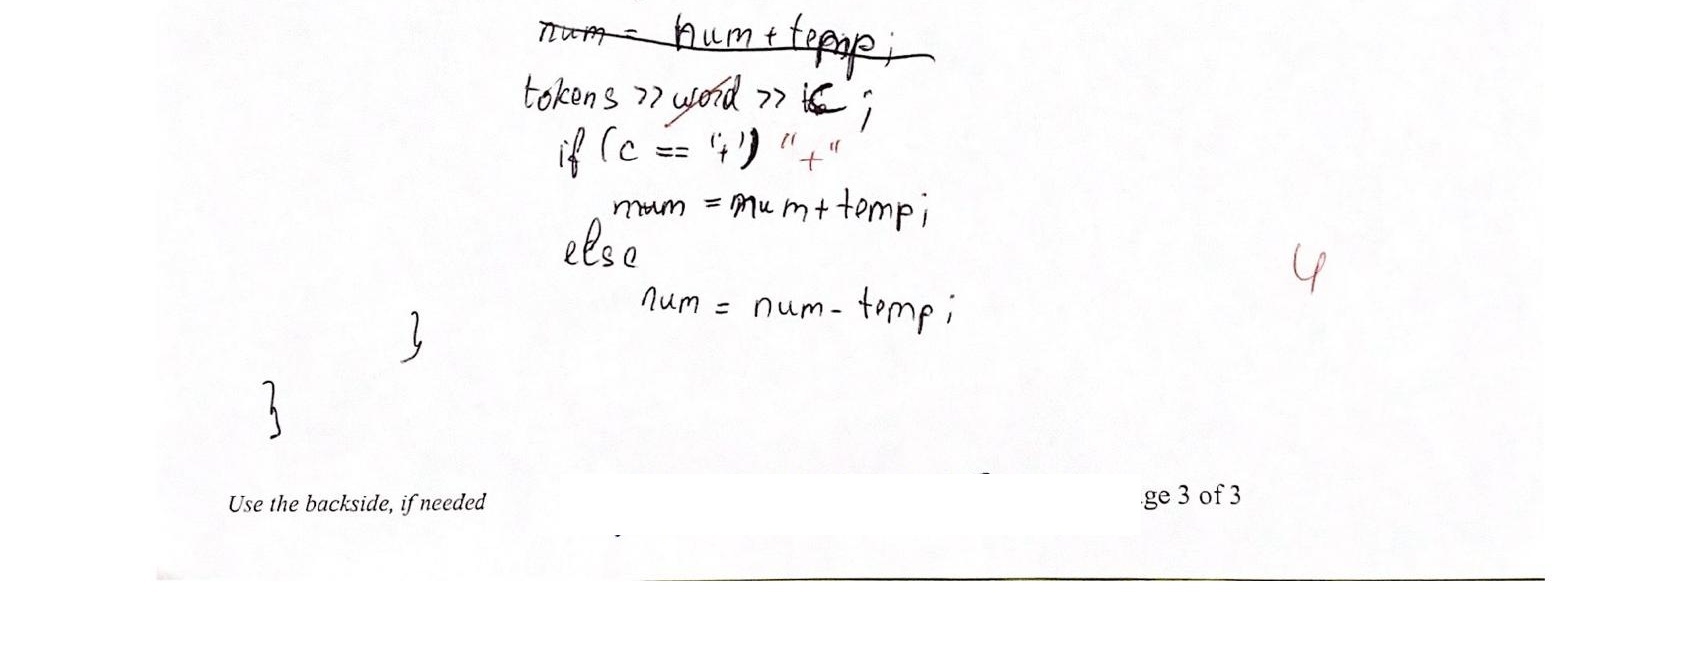 num = num + temp;
tokens >> word >> c ;
if (c == '+') "+"
num = num + temp;
else
num = num - temp;
4
}
}
Use the backside, if needed
ge 3 of 3